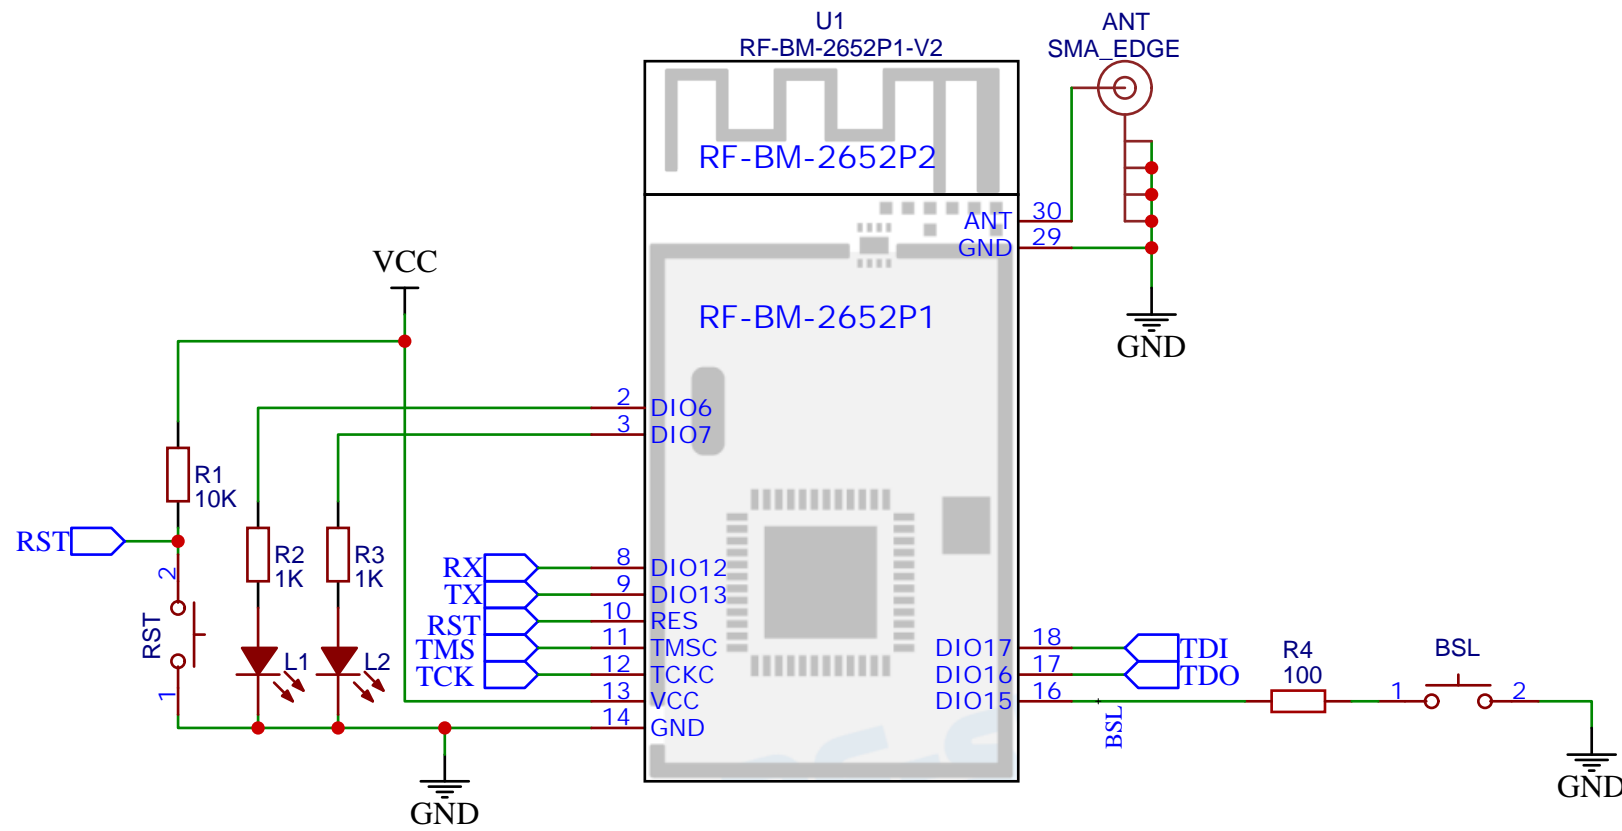 U1
RF-BM-2652P1-V2
ANT
SMA_EDGE
RF-BM-2652P2
ANT 30
GND 29
VCC
GND
RF-BM-2652P1
2 DIO6
3 DIO7
R1
10K
RST
2
R2
1K
R3
1K
RST
1
L1
L2
RX 8 DIO12
TX 9 DIO13
RST 10 RES
TMS 11 TMSC
TCK 12 TCKC
13 VCC
14 GND
GND
DIO17 18 TDI
DIO16 17 TDO
DIO15 16
BSL
R4
100
BSL
1
2
GND